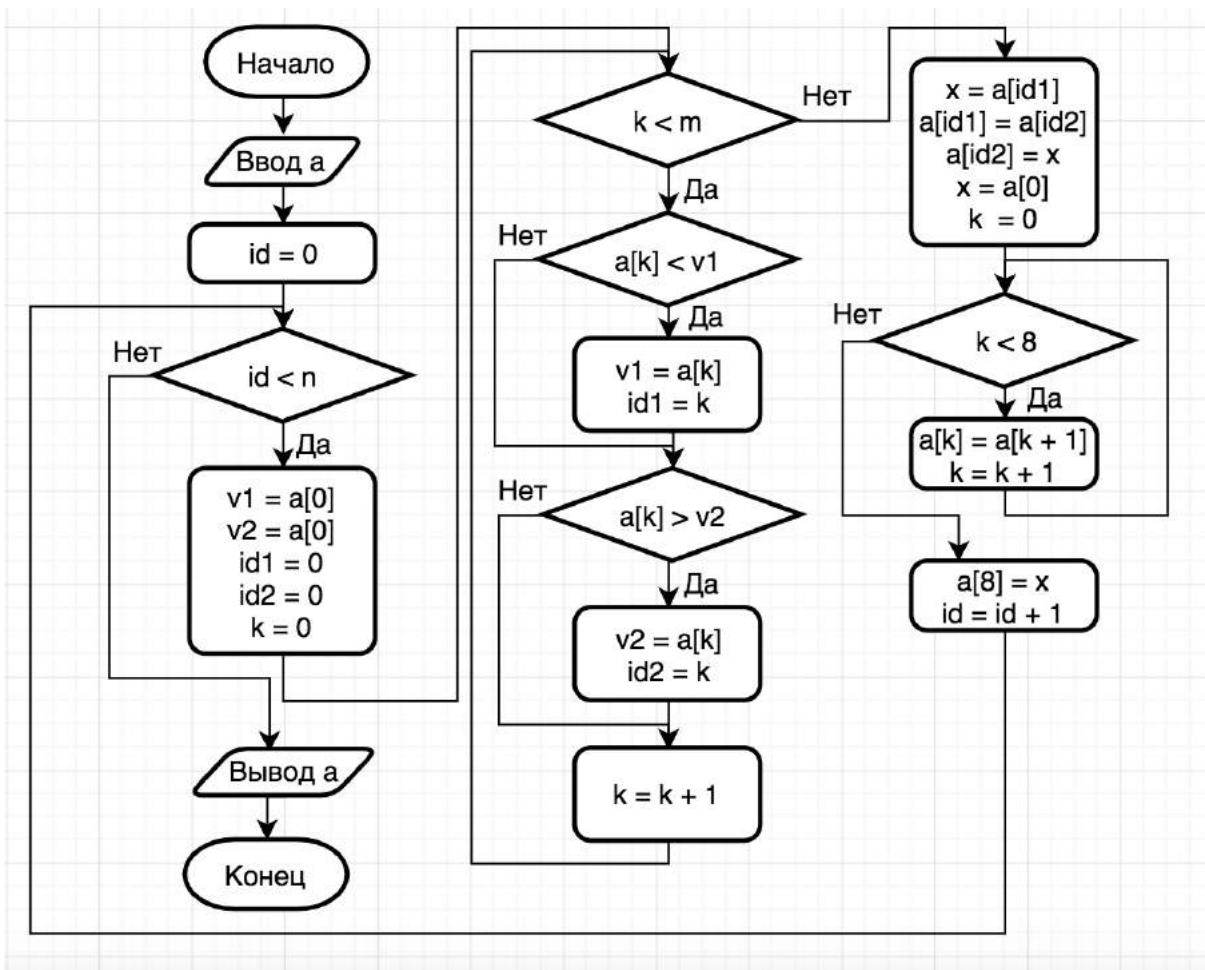 Начало
Ввод a
id = 0
Нет
id < n
Да
v1 = a[0]
v2 = a[0]
id1 = 0
id2 = 0
k = 0
Вывод a
Конец
k < m
Нет
Да
Нет
a[k] < v1
Да
v1 = a[k]
id1 = k
Нет
a[k] > v2
Да
v2 = a[k]
id2 = k
k = k + 1
x = a[id1]
a[id1] = a[id2]
a[id2] = x
x = a[0]
k = 0
Нет
k < 8
Да
a[k] = a[k + 1]
k = k + 1
a[8] = x
id = id + 1